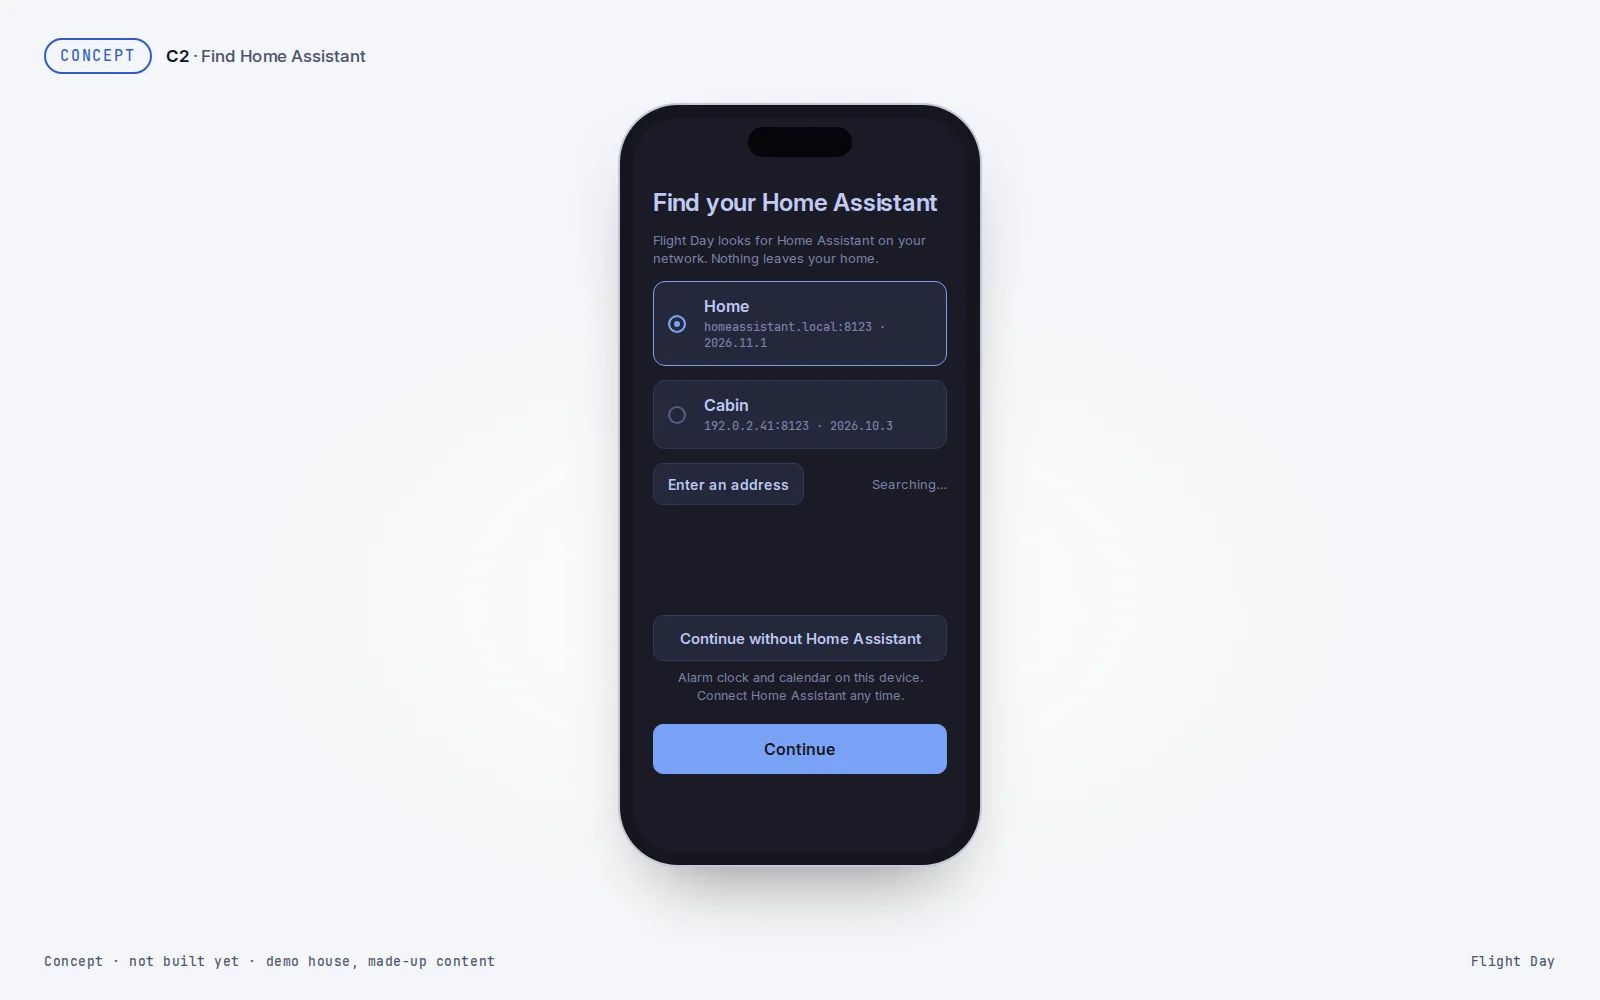 CONCEPT
C2 · Find Home Assistant
Find your Home Assistant
Flight Day looks for Home Assistant on your
network. Nothing leaves your home.
Home
homeassistant.local:8123 ·
2026.11.1
Cabin
192.0.2.41:8123 · 2026.10.3
Enter an address
Searching...
Continue without Home Assistant
Alarm clock and calendar on this device.
Connect Home Assistant any time.
Continue
Concept · not built yet · demo house, made-up content
Flight Day